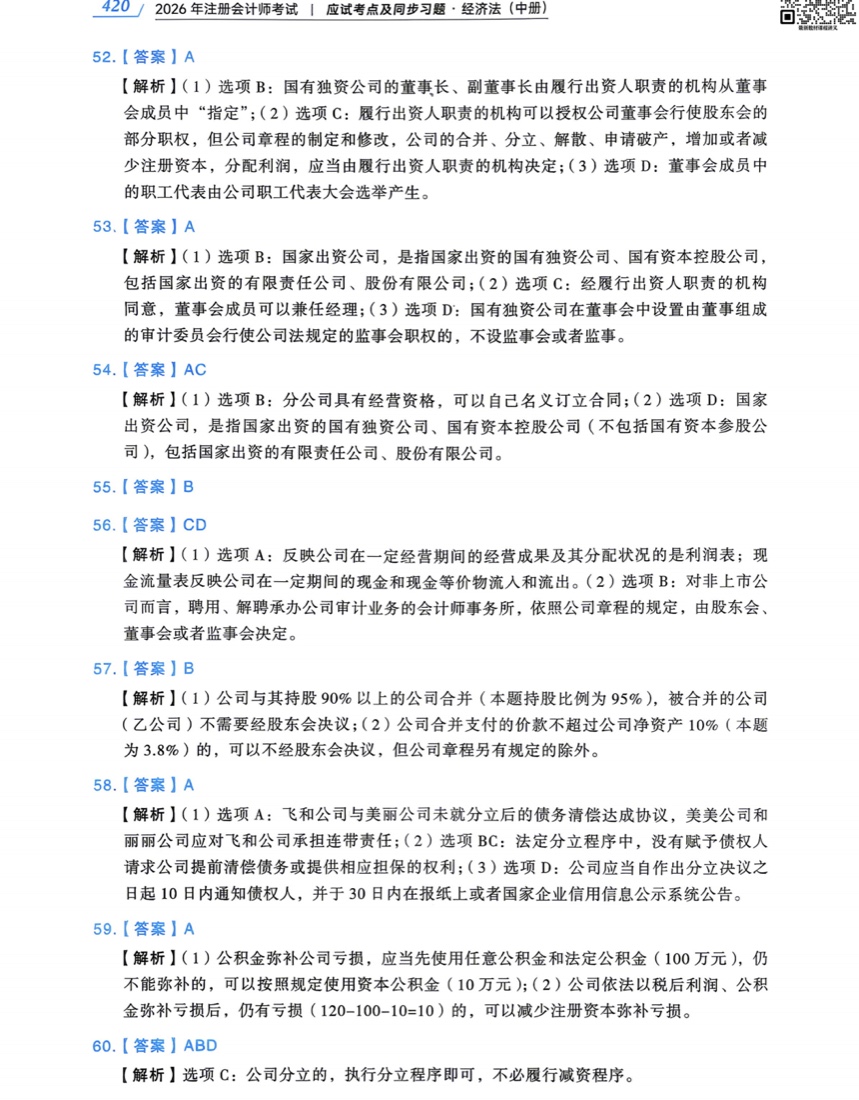 420 2026 年注册会计师考试 | 应试考点及同步习题·经济法（中册）
52.【答案】A
【解析】（1）选项 B：国有独资公司的董事长、副董事长由履行出资人职责的机构从董事
会成员中“指定”；（2）选项 C：履行出资人职责的机构可以授权公司董事会行使股东会的
部分职权，但公司章程的制定和修改，公司的合并、分立、解散、申请破产，增加或者减
少注册资本，分配利润，应当由履行出资人职责的机构决定；（3）选项 D：董事会成员中
的职工代表由公司职工代表大会选举产生。
53.【答案】A
【解析】（1）选项 B：国家出资公司，是指国家出资的国有独资公司、国有资本控股公司，
包括国家出资的有限责任公司、股份有限公司；（2）选项 C：经履行出资人职责的机构
同意，董事会成员可以兼任经理；（3）选项 D：国有独资公司在董事会中设置由董事组成
的审计委员会行使公司法规定的监事会职权的，不设监事会或者监事。
54.【答案】AC
【解析】（1）选项 B：分公司具有经营资格，可以自己名义订立合同；（2）选项 D：国家
出资公司，是指国家出资的国有独资公司、国有资本控股公司（不包括国有资本参股公
司），包括国家出资的有限责任公司、股份有限公司。
55.【答案】B
56.【答案】CD
【解析】（1）选项 A：反映公司在一定经营期间的经营成果及其分配状况的是利润表；现
金流量表反映公司在一定期间的现金和现金等价物流入和流出。（2）选项 B：对非上市公
司而言，聘用、解聘承办公司审计业务的会计师事务所，依照公司章程的规定，由股东会、
董事会或者监事会决定。
57.【答案】B
【解析】（1）公司与其持股 90% 以上的公司合并（本题持股比例为 95%），被合并的公司
（乙公司）不需要经股东会决议；（2）公司合并支付的价款不超过公司净资产 10%（本题
为 3.8%）的，可以不经股东会决议，但公司章程另有规定的除外。
58.【答案】A
【解析】（1）选项 A：飞和公司与美丽公司未就分立后的债务清偿达成协议，美美公司和
丽丽公司应对飞和公司承担连带责任；（2）选项 BC：法定分立程序中，没有赋予债权人
请求公司提前清偿债务或提供相应担保的权利；（3）选项 D：公司应当自作出分立决议之
日起 10 日内通知债权人，并于 30 日内在报纸上或者国家企业信用信息公示系统公告。
59.【答案】A
【解析】（1）公积金弥补公司亏损，应当先使用任意公积金和法定公积金（100 万元），仍
不能弥补的，可以按照规定使用资本公积金（10 万元）；（2）公司依法以税后利润、公积
金弥补亏损后，仍有亏损（120-100-10=10）的，可以减少注册资本弥补亏损。
60.【答案】ABD
【解析】选项 C：公司分立的，执行分立程序即可，不必履行减资程序。